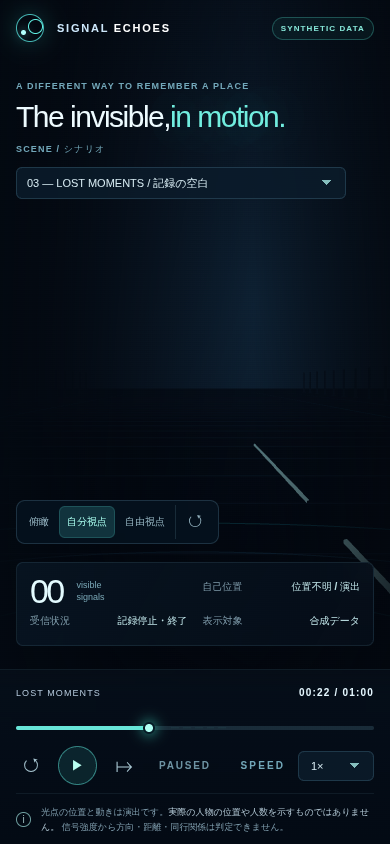 SIGNAL ECHOES
SYNTHETIC DATA
A DIFFERENT WAY TO REMEMBER A PLACE
The invisible,in motion.
SCENE / シナリオ
03 — LOST MOMENTS / 記録の空白
俯瞰 自分視点 自由視点
00 visible signals
自己位置 位置不明 / 演出
受信状況 記録停止・終了 表示対象 合成データ
LOST MOMENTS 00:22 / 01:00
PAUSED SPEED 1×
光点の位置と動きは演出です。実際の人物の位置や人数を示すものではありませ
ん。 信号強度から方向・距離・同行関係は判定できません。